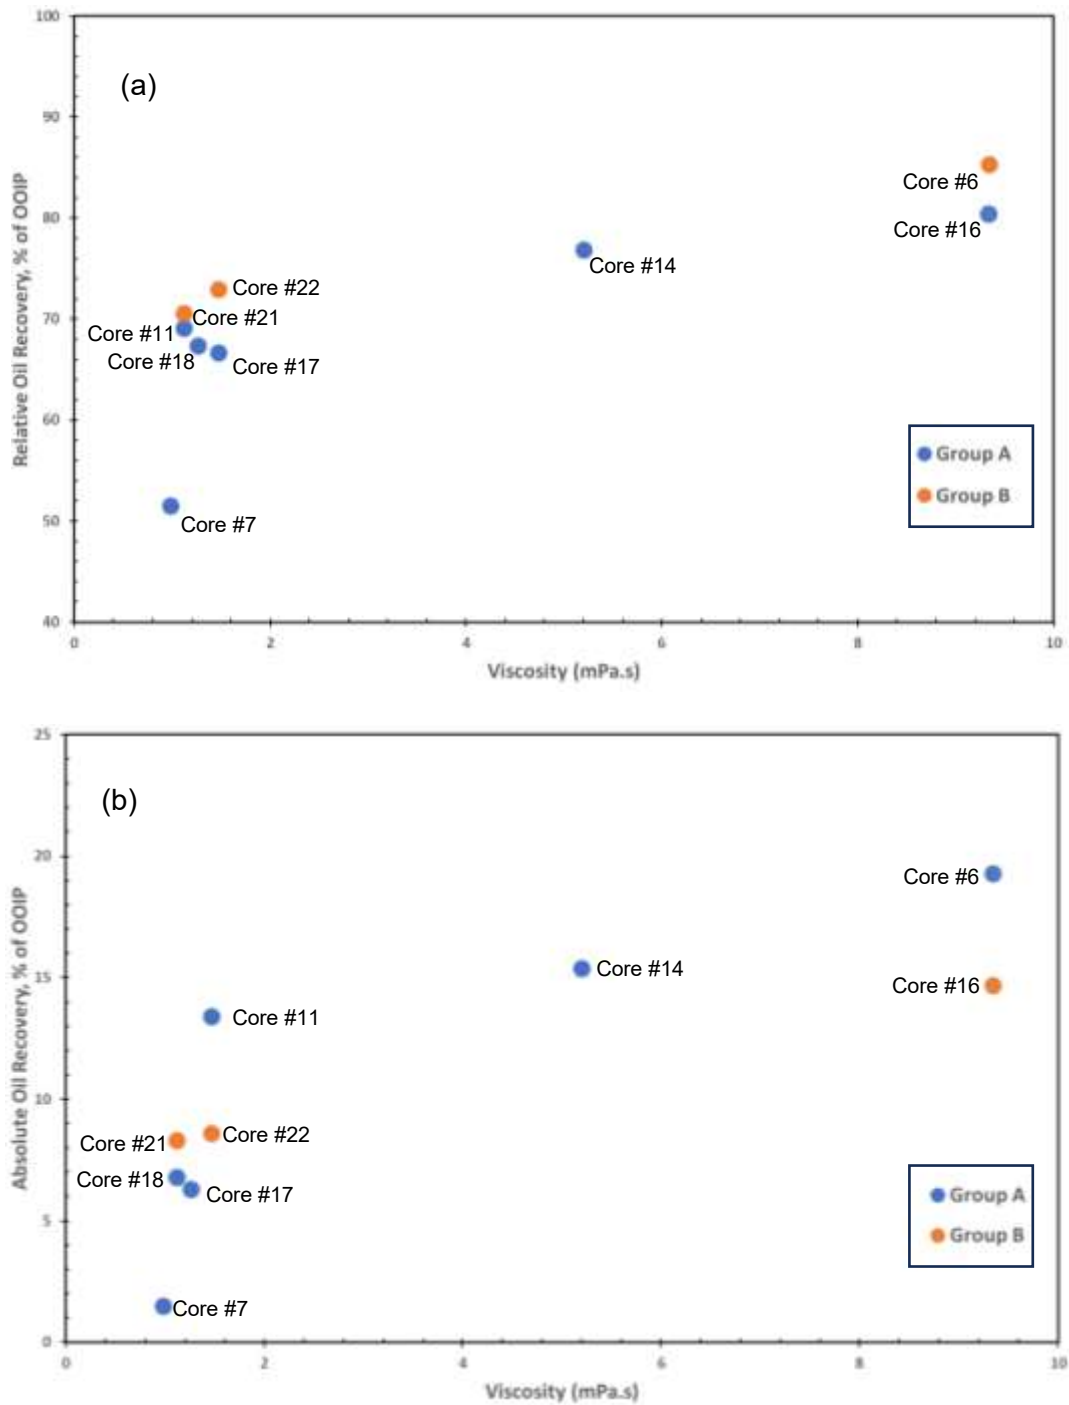 100
(a)
90
Core #6
80
Core #16
Core #14
Core #22
Core #21
70
Core #11
Core #18
Core #17
60
Group A
Group B
50
Core #7
40
0 2 4 6 8 10
Relative Oil Recovery, % of OOIP
Viscosity (mPa.s)
25
(b)
20
Core #6
15
Core #14
Core #16
Core #11
10
Core #21
Core #22
Core #18
Core #17
Group A
5
Group B
Core #7
0
0 2 4 6 8 10
Absolute Oil Recovery, % of OOIP
Viscosity (mPa.s)